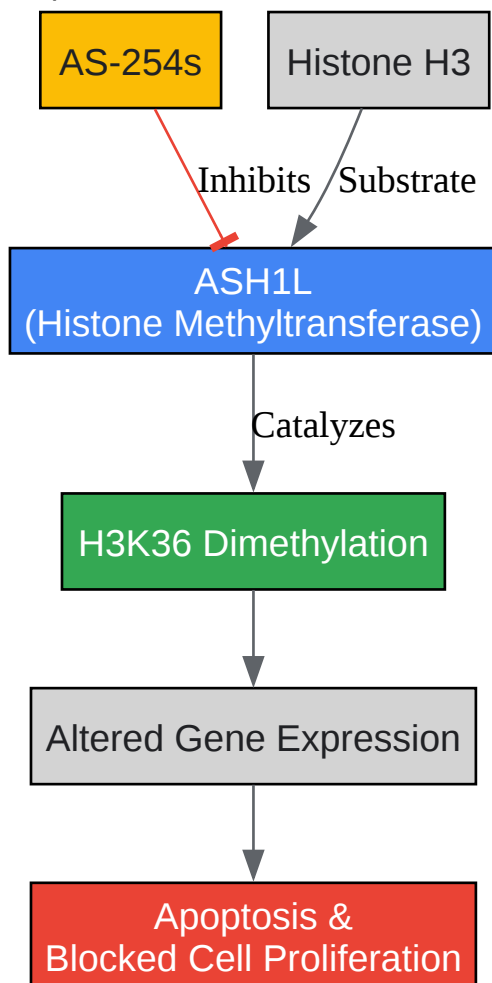 AS-254s
Histone H3
Inhibits
Substrate
ASH1L
(Histone Methyltransferase)
Catalyzes
H3K36 Dimethylation
Altered Gene Expression
Apoptosis &
Blocked Cell Proliferation